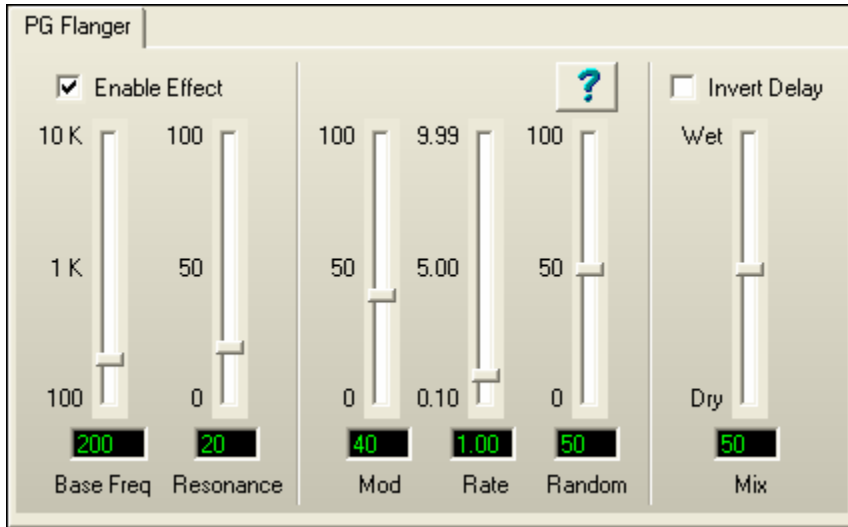 PG Flanger
Enable Effect
?
Invert Delay
10 K
100
100
9.99
100
Wet
1 K
50
50
5.00
50
100
0
0
0.10
0
Dry
200
20
40
1.00
50
50
Base Freq
Resonance
Mod
Rate
Random
Mix